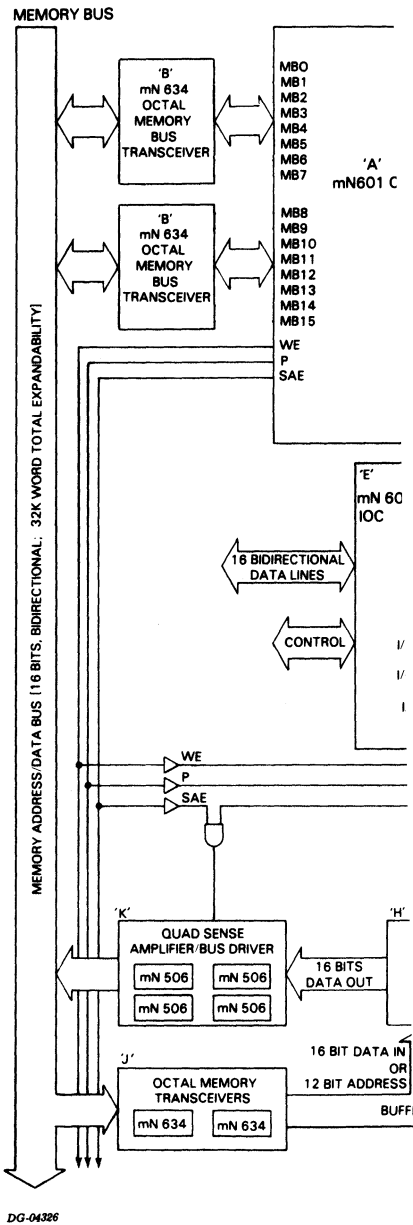 MEMORY BUS
'B'
mN 634
OCTAL
MEMORY
BUS
TRANSCEIVER
MB0
MB1
MB2
MB3
MB4
MB5
MB6
MB7
'A'
mN601 C
'B'
mN 634
OCTAL
MEMORY
BUS
TRANSCEIVER
MB8
MB9
MB10
MB11
MB12
MB13
MB14
MB15
WE
P
SAE
MEMORY ADDRESS/DATA BUS [16 BITS, BIDIRECTIONAL; 32K WORD TOTAL EXPANDABILITY]
'E'
mN 60
IOC
16 BIDIRECTIONAL
DATA LINES
CONTROL
I/
I/
I
WE
P
SAE
'K'
QUAD SENSE
AMPLIFIER/BUS DRIVER
mN 506
mN 506
mN 506
mN 506
'H'
16 BITS
DATA OUT
'J'
OCTAL MEMORY
TRANSCEIVERS
mN 634
mN 634
16 BIT DATA IN
OR
12 BIT ADDRESS
BUFF
DG-04326